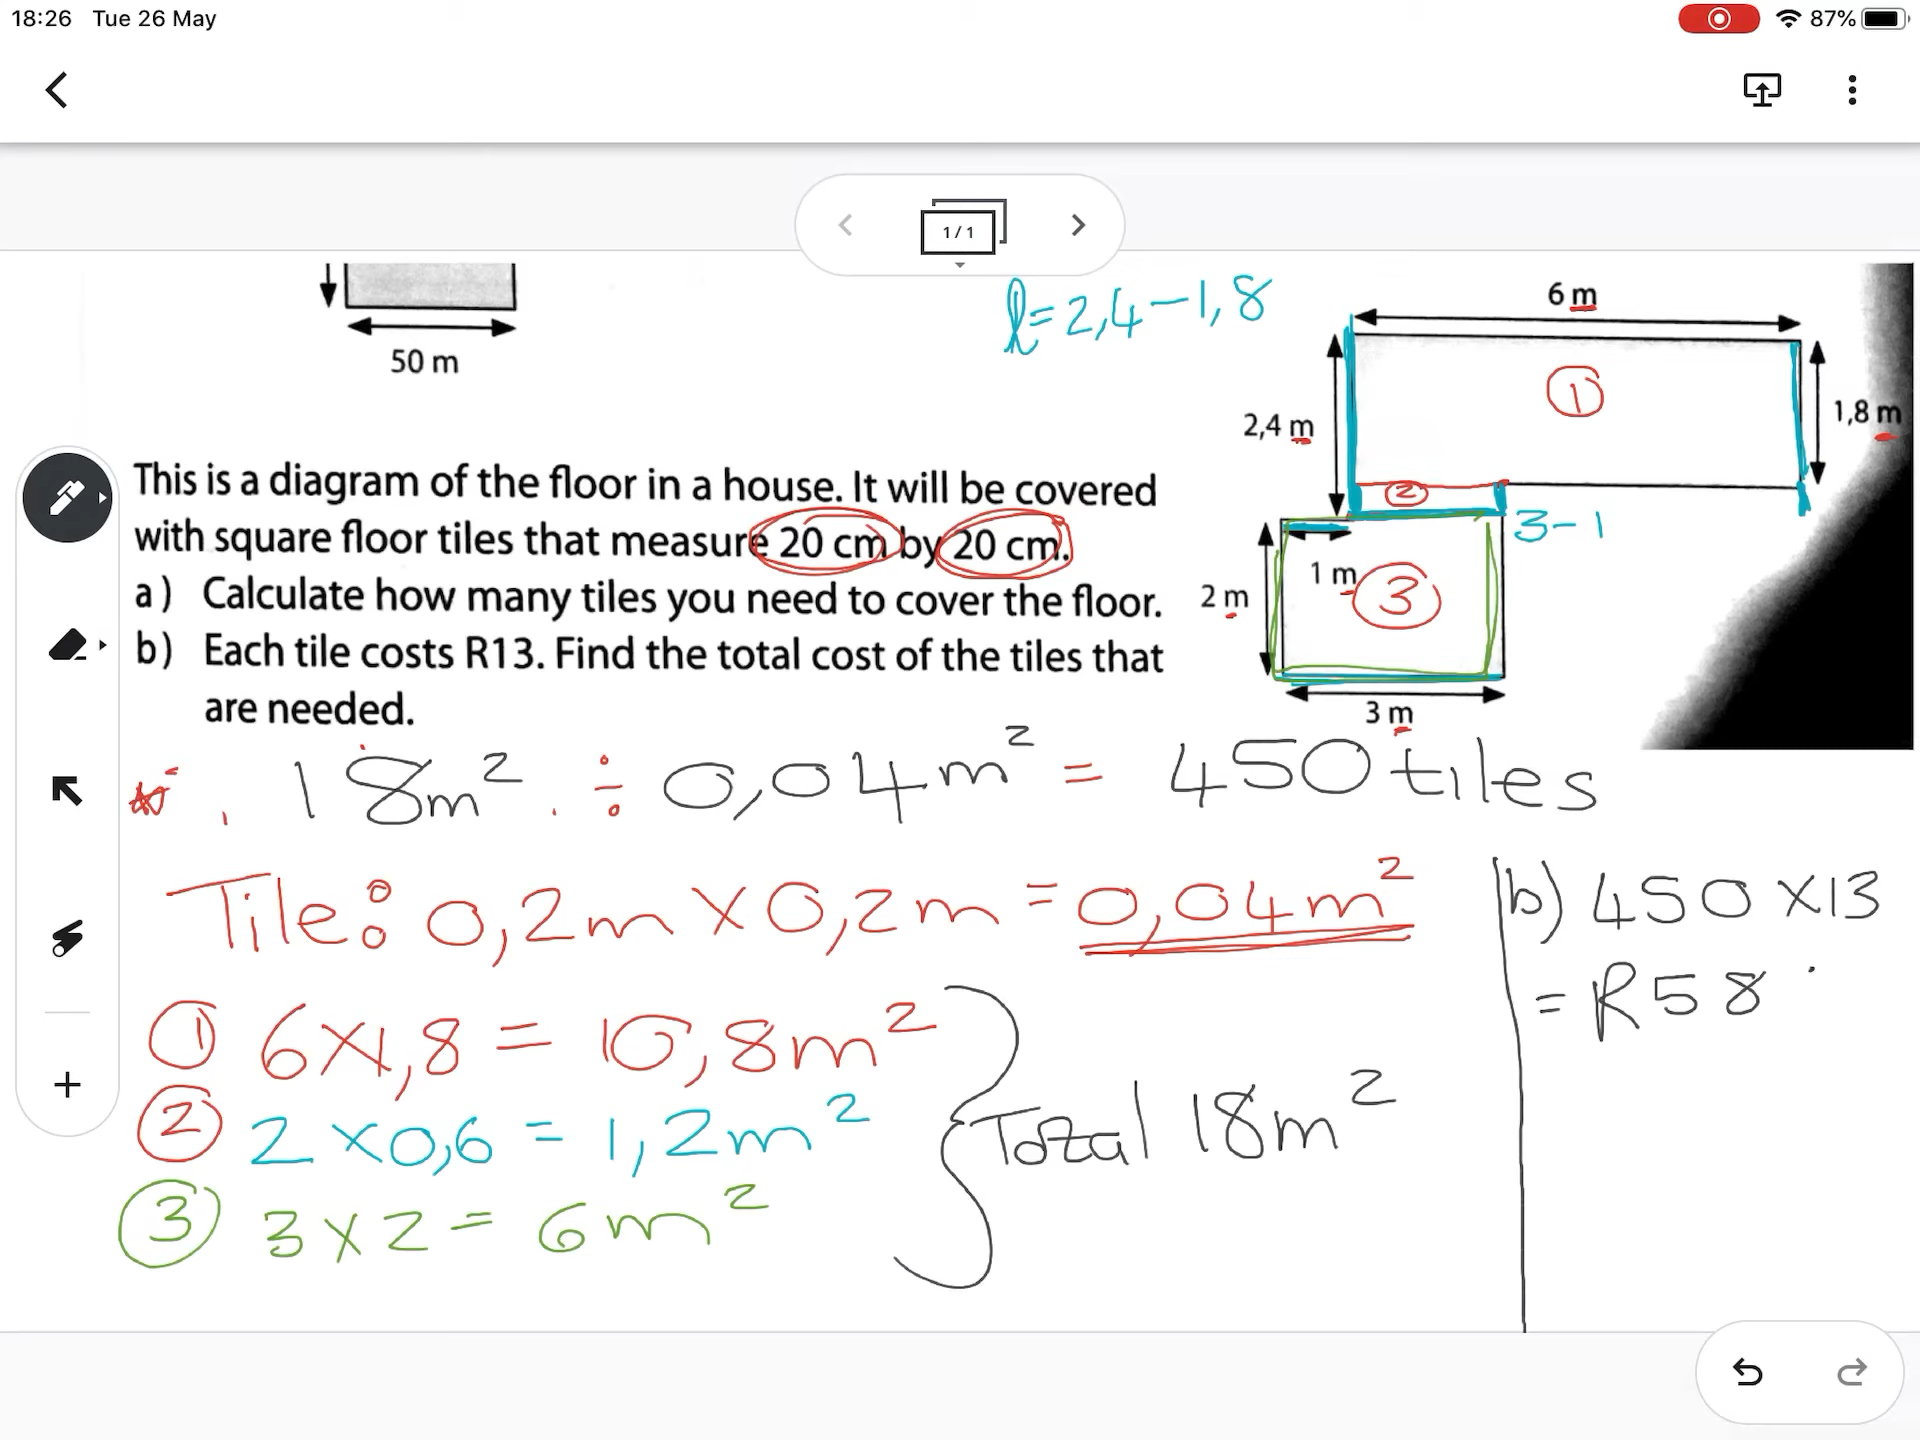 18:26 Tue 26 May
87%
1 / 1
50 m
l=2,4-1,8
6 m
1
2,4 m
1,8 m
2
3-1
1 m
3
2 m
3 m
This is a diagram of the floor in a house. It will be covered
with square floor tiles that measure 20 cm by 20 cm.
a) Calculate how many tiles you need to cover the floor.
b) Each tile costs R13. Find the total cost of the tiles that
are needed.
18m² ÷ 0,04m² = 450 tiles
Tile: 0,2m × 0,2m = 0,04m²
① 6×1,8 = 10,8m²
② 2×0,6 = 1,2m²
③ 3×2 = 6m²
Total 18m²
b) 450×13
= R58